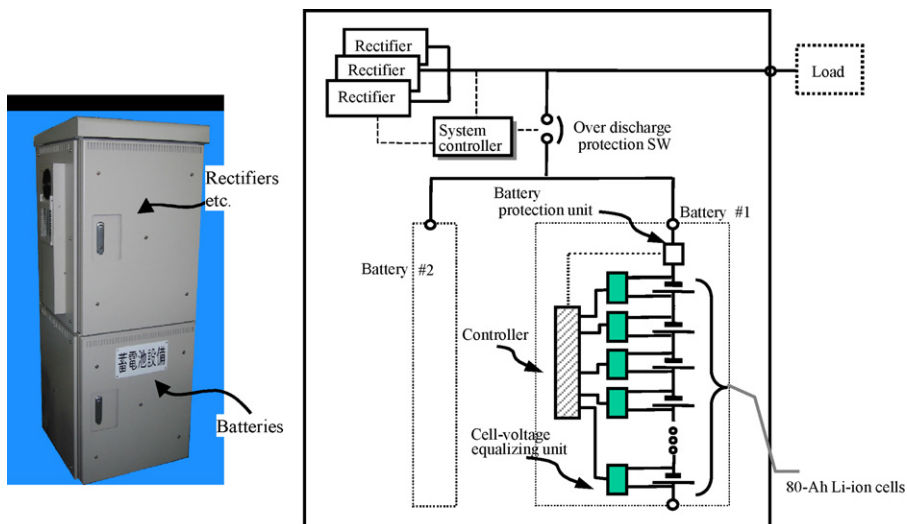 Rectifiers
etc.
蓄電池設備
Batteries
Rectifier
Rectifier
Rectifier
System
controller
Over discharge
protection SW
Load
Battery
protection unit
Battery #1
Battery #2
Controller
Cell-voltage
equalizing unit
80-Ah Li-ion cells